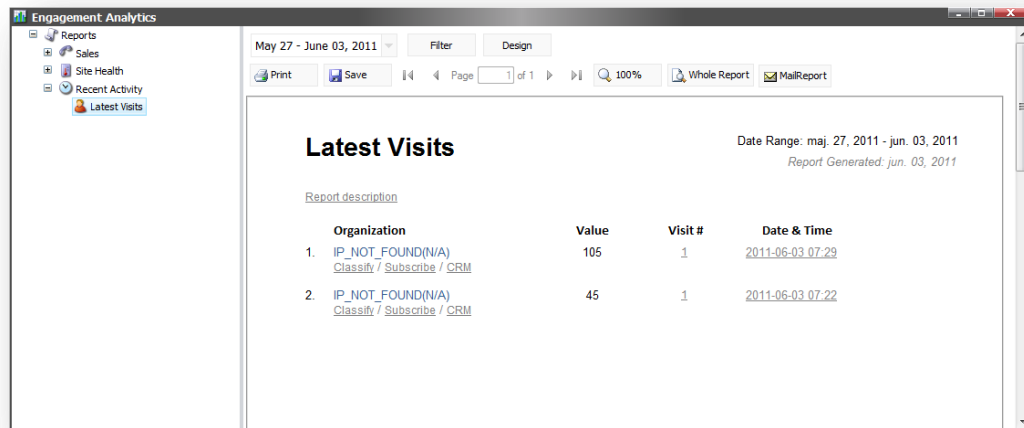 Engagement Analytics
Reports
Sales
Site Health
Recent Activity
Latest Visits
May 27 - June 03, 2011 Filter Design
Print Save Page 1 of 1 100% Whole Report MailReport
Latest Visits
Date Range: maj. 27, 2011 - jun. 03, 2011
Report Generated: jun. 03, 2011
Report description
Organization Value Visit # Date & Time
1. IP_NOT_FOUND(N/A) 105 1 2011-06-03 07:29
Classify / Subscribe / CRM
2. IP_NOT_FOUND(N/A) 45 1 2011-06-03 07:22
Classify / Subscribe / CRM